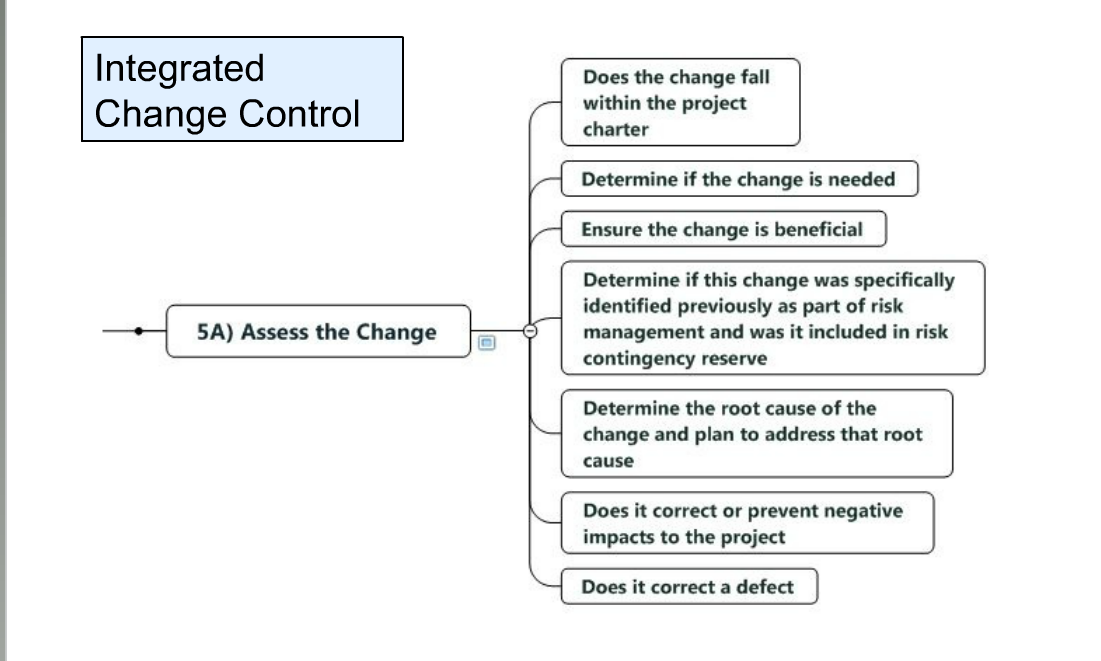 Integrated
Change Control
Does the change fall
within the project
charter
Determine if the change is needed
Ensure the change is beneficial
Determine if this change was specifically
identified previously as part of risk
management and was it included in risk
contingency reserve
5A) Assess the Change
Determine the root cause of the
change and plan to address that root
cause
Does it correct or prevent negative
impacts to the project
Does it correct a defect